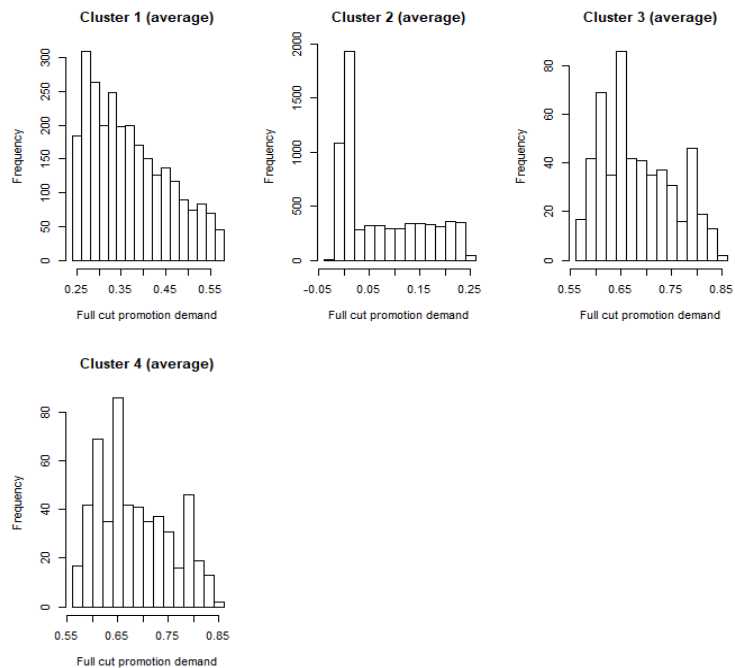 Cluster 1 (average)
Frequency
300
250
200
150
100
50
0
0.25 0.35 0.45 0.55
Full cut promotion demand
Cluster 2 (average)
Frequency
2000
1500
1000
500
0
-0.05 0.05 0.15 0.25
Full cut promotion demand
Cluster 3 (average)
Frequency
80
60
40
20
0
0.55 0.65 0.75 0.85
Full cut promotion demand
Cluster 4 (average)
Frequency
80
60
40
20
0
0.55 0.65 0.75 0.85
Full cut promotion demand